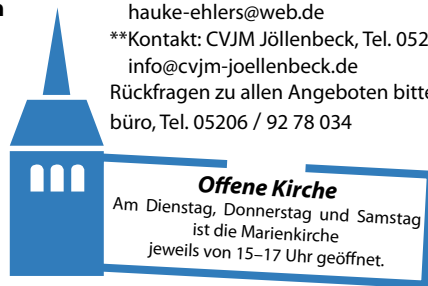 hauke-ehlers@web.de
**Kontakt: CVJM Jöllenbeck, Tel. 052
info@cvjm-joellenbeck.de
Rückfragen zu allen Angeboten bitte
büro, Tel. 05206 / 92 78 034
Offene Kirche
Am Dienstag, Donnerstag und Samstag
ist die Marienkirche
jeweils von 15–17 Uhr geöffnet.